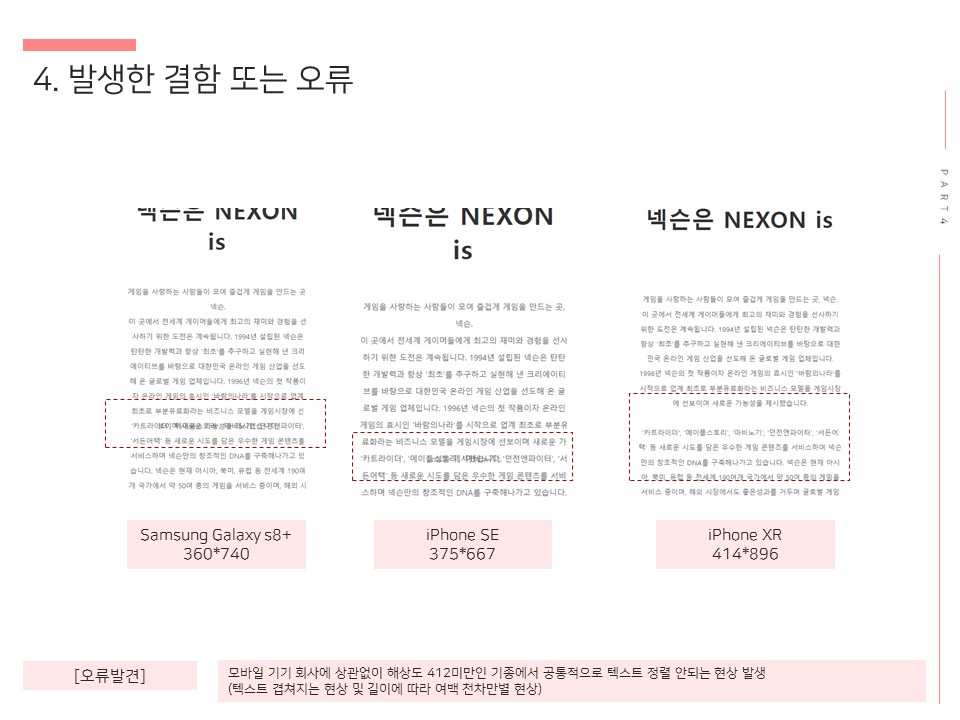 4. 발생한 결함 또는 오류
PART4
넥슨은 NEXON
is
게임을 사랑하는 사람들이 모여 즐겁게 게임을 만드는 곳
넥슨.
이 곳에서 전세계 게이머들에게 최고의 재미와 경험을 선
사하기 위한 도전은 계속됩니다. 1994년 설립된 넥슨은
탄탄한 개발력과 항상 '최초'를 추구하고 실현해 낸 크리
에이티브를 바탕으로 대한민국 온라인 게임 산업을 선도
해 온 글로벌 게임 업체입니다. 1996년 넥슨의 첫 작품이
자 온라인 게임의 효시인 '바람의나라'를 시작으로 업계
최초로 부분유료화라는 비즈니스 모델을 게임시장에 선
'카트라이더',
'서든어택' 등 새로운 시도를 담은 우수한 게임 콘텐츠를
서비스하며 넥슨만의 창조적인 DNA를 구축해나가고 있
습니다. 넥슨은 현재 아시아, 북미, 유럽 등 전세계 190여
개 국가에서 약 50여 종의 게임을 서비스 중이며, 해외 시
Samsung Galaxy s8+
360*740
넥슨은 NEXON
is
게임을 사랑하는 사람들이 모여 즐겁게 게임을 만드는 곳,
넥슨.
이 곳에서 전세계 게이머들에게 최고의 재미와 경험을 선사
하기 위한 도전은 계속됩니다. 1994년 설립된 넥슨은 탄탄
한 개발력과 항상 '최초'를 추구하고 실현해 낸 크리에이티
브를 바탕으로 대한민국 온라인 게임 산업을 선도해 온 글
로벌 게임 업체입니다. 1996년 넥슨의 첫 작품이자 온라인
게임의 효시인 '바람의나라'를 시작으로 업계 최초로 부분유
료화라는 비즈니스 모델을 게임시장에 선보이며 새로운 가
'카트라이더', '던전앤파이터', '서
든어택' 등 새로운 시도를 담은 우수한 게임 콘텐츠를 서비
스하며 넥슨만의 창조적인 DNA를 구축해나가고 있습니다.
iPhone SE
375*667
넥슨은 NEXON is
게임을 사랑하는 사람들이 모여 즐겁게 게임을 만드는 곳, 넥슨.
이 곳에서 전세계 게이머들에게 최고의 재미와 경험을 선사하기
위한 도전은 계속됩니다. 1994년 설립된 넥슨은 탄탄한 개발력과
항상 '최초'를 추구하고 실현해 낸 크리에이티브를 바탕으로 대한
민국 온라인 게임 산업을 선도해 온 글로벌 게임 업체입니다.
1996년 넥슨의 첫 작품이자 온라인 게임의 효시인 '바람의나라'를
시작으로 업계 최초로 부분유료화라는 비즈니스 모델을 게임시장
에 선보이며 새로운 가능성을 제시했습니다.
'카트라이더', '메이플스토리', '마비노기', '던전앤파이터', '서든어
택' 등 새로운 시도를 담은 우수한 게임 콘텐츠를 서비스하며 넥슨
만의 창조적인 DNA를 구축해나가고 있습니다. 넥슨은 현재 아시
아, 북미, 유럽 등 전세계 190여개 국가에서 약 50여 종의 게임을
서비스 중이며, 해외 시장에서도 좋은성과를 거두며 글로벌 게임
iPhone XR
414*896
[오류발견]
모바일 기기 회사에 상관없이 해상도 412미만인 기종에서 공통적으로 텍스트 정렬 안되는 현상 발생
(텍스트 겹쳐지는 현상 및 길이에 따라 여백 천차만별 현상)